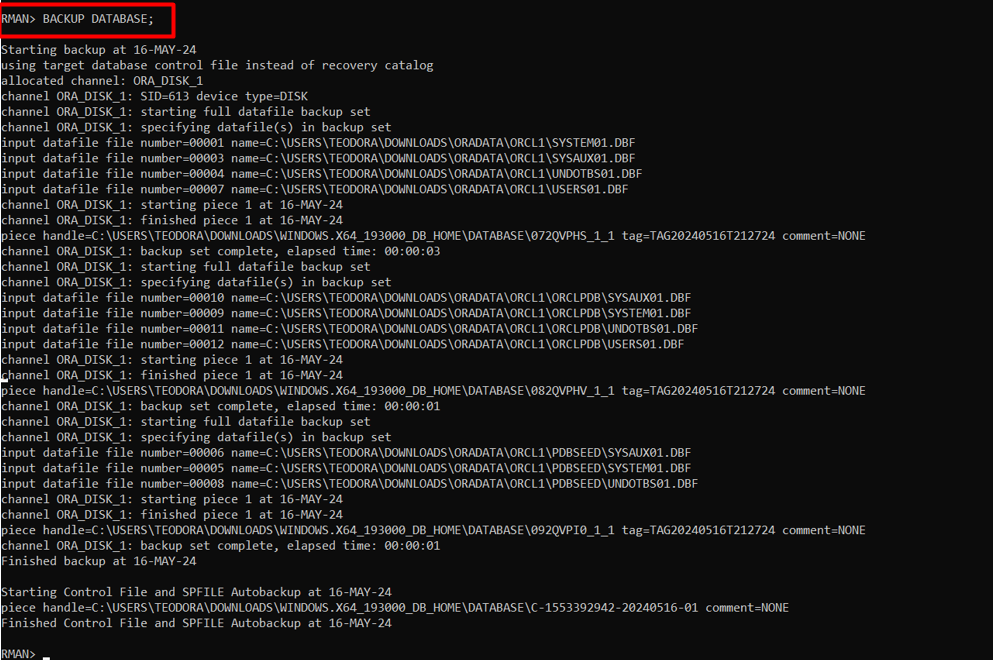 RMAN> BACKUP DATABASE;
Starting backup at 16-MAY-24
using target database control file instead of recovery catalog
allocated channel: ORA_DISK_1
channel ORA_DISK_1: SID=613 device type=DISK
channel ORA_DISK_1: starting full datafile backup set
channel ORA_DISK_1: specifying datafile(s) in backup set
input datafile file number=00001 name=C:\USERS\TEODORA\DOWNLOADS\ORADATA\ORCL1\SYSTEM01.DBF
input datafile file number=00003 name=C:\USERS\TEODORA\DOWNLOADS\ORADATA\ORCL1\SYSAUX01.DBF
input datafile file number=00004 name=C:\USERS\TEODORA\DOWNLOADS\ORADATA\ORCL1\UNDOTBS01.DBF
input datafile file number=00007 name=C:\USERS\TEODORA\DOWNLOADS\ORADATA\ORCL1\USERS01.DBF
channel ORA_DISK_1: starting piece 1 at 16-MAY-24
channel ORA_DISK_1: finished piece 1 at 16-MAY-24
piece handle=C:\USERS\TEODORA\DOWNLOADS\WINDOWS.X64_193000_DB_HOME\DATABASE\072QVPHS_1_1 tag=TAG20240516T212724 comment=NONE
channel ORA_DISK_1: backup set complete, elapsed time: 00:00:03
channel ORA_DISK_1: starting full datafile backup set
channel ORA_DISK_1: specifying datafile(s) in backup set
input datafile file number=00010 name=C:\USERS\TEODORA\DOWNLOADS\ORADATA\ORCL1\ORCLPDB\SYSAUX01.DBF
input datafile file number=00009 name=C:\USERS\TEODORA\DOWNLOADS\ORADATA\ORCL1\ORCLPDB\SYSTEM01.DBF
input datafile file number=00011 name=C:\USERS\TEODORA\DOWNLOADS\ORADATA\ORCL1\ORCLPDB\UNDOTBS01.DBF
input datafile file number=00012 name=C:\USERS\TEODORA\DOWNLOADS\ORADATA\ORCL1\ORCLPDB\USERS01.DBF
channel ORA_DISK_1: starting piece 1 at 16-MAY-24
channel ORA_DISK_1: finished piece 1 at 16-MAY-24
piece handle=C:\USERS\TEODORA\DOWNLOADS\WINDOWS.X64_193000_DB_HOME\DATABASE\082QVPHV_1_1 tag=TAG20240516T212724 comment=NONE
channel ORA_DISK_1: backup set complete, elapsed time: 00:00:01
channel ORA_DISK_1: starting full datafile backup set
channel ORA_DISK_1: specifying datafile(s) in backup set
input datafile file number=00006 name=C:\USERS\TEODORA\DOWNLOADS\ORADATA\ORCL1\PDBSEED\SYSAUX01.DBF
input datafile file number=00005 name=C:\USERS\TEODORA\DOWNLOADS\ORADATA\ORCL1\PDBSEED\SYSTEM01.DBF
input datafile file number=00008 name=C:\USERS\TEODORA\DOWNLOADS\ORADATA\ORCL1\PDBSEED\UNDOTBS01.DBF
channel ORA_DISK_1: starting piece 1 at 16-MAY-24
channel ORA_DISK_1: finished piece 1 at 16-MAY-24
piece handle=C:\USERS\TEODORA\DOWNLOADS\WINDOWS.X64_193000_DB_HOME\DATABASE\092QVPI0_1_1 tag=TAG20240516T212724 comment=NONE
channel ORA_DISK_1: backup set complete, elapsed time: 00:00:01
Finished backup at 16-MAY-24
Starting Control File and SPFILE Autobackup at 16-MAY-24
piece handle=C:\USERS\TEODORA\DOWNLOADS\WINDOWS.X64_193000_DB_HOME\DATABASE\C-1553392942-20240516-01 comment=NONE
Finished Control File and SPFILE Autobackup at 16-MAY-24
RMAN>